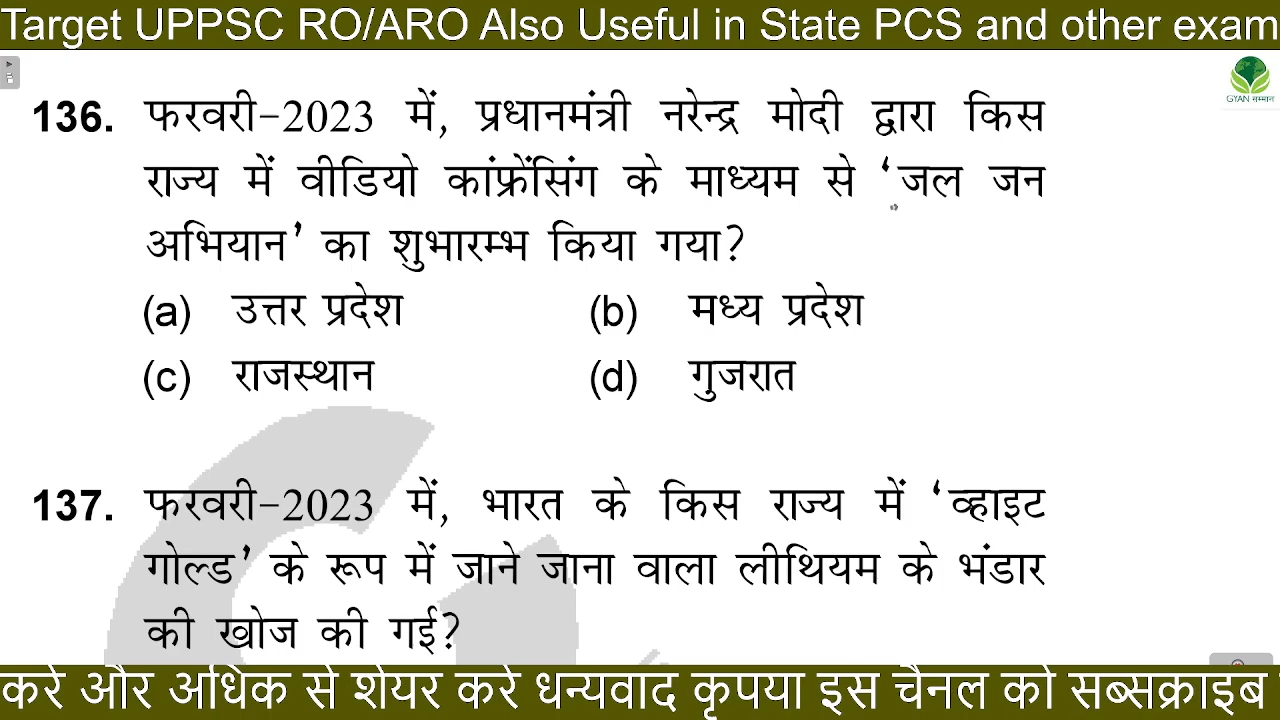 Target UPPSC RO/ARO Also Useful in State PCS and other exam
GYAN सम्मान
136. फरवरी-2023 में, प्रधानमंत्री नरेन्द्र मोदी द्वारा किस
राज्य में वीडियो कांफ्रेंसिंग के माध्यम से ‘जल जन
अभियान’ का शुभारम्भ किया गया?
(a) उत्तर प्रदेश (b) मध्य प्रदेश
(c) राजस्थान (d) गुजरात
137. फरवरी-2023 में, भारत के किस राज्य में ‘व्हाइट
गोल्ड’ के रूप में जाने जाना वाला लीथियम के भंडार
की खोज की गई?
करे और अधिक से शेयर करे धन्यवाद कृपया इस चैनल को सब्सक्राइब